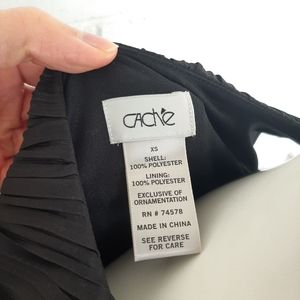 CACHÉ
XS
SHELL:
100% POLYESTER
LINING:
100% POLYESTER
EXCLUSIVE OF
ORNAMENTATION
RN # 74578
MADE IN CHINA
SEE REVERSE
FOR CARE